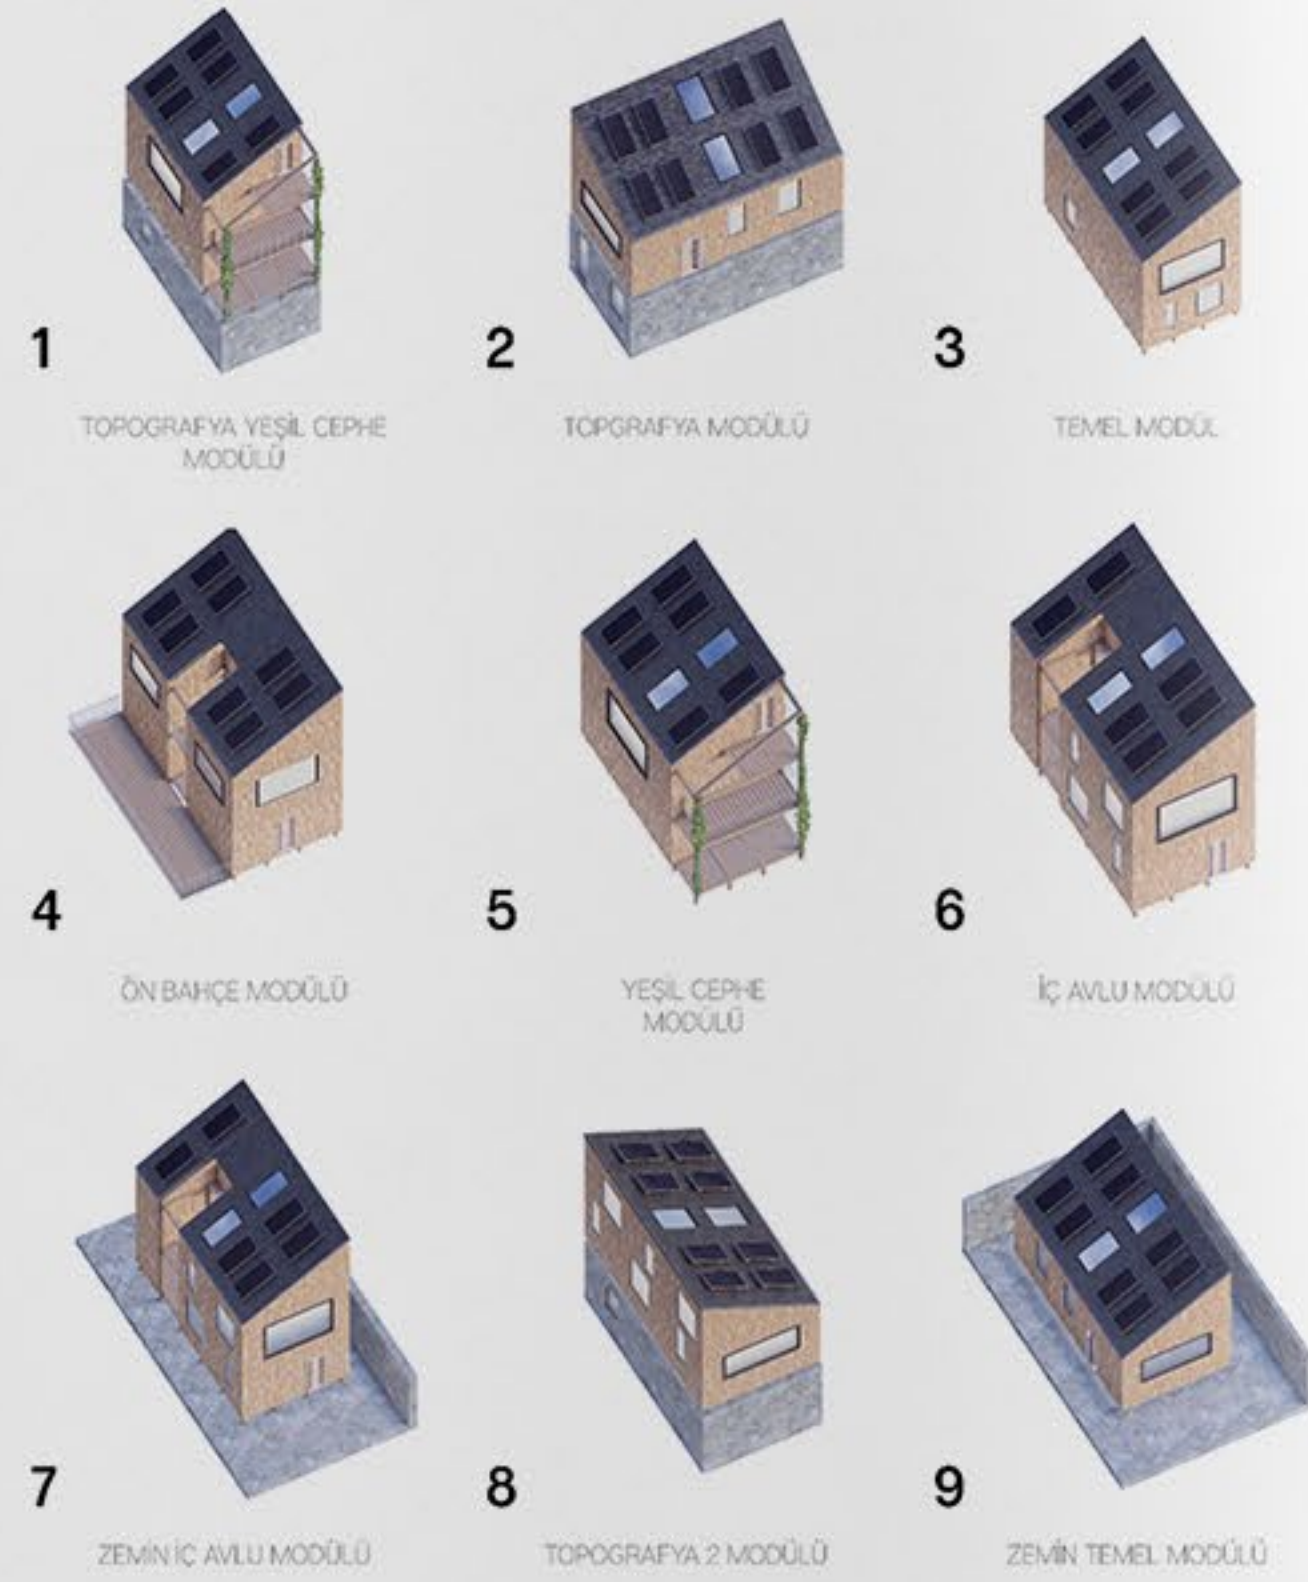 1
TOPOGRAFYA YEŞİL CEPHE
MODÜLÜ
2
TOPGRAFYA MODÜLÜ
3
TEMEL MODÜL
4
ÖN BAHÇE MODÜLÜ
5
YEŞİL CEPHE
MODÜLÜ
6
İÇ AVLU MODÜLÜ
7
ZEMİN İÇ AVLU MODÜLÜ
8
TOPOGRAFYA 2 MODÜLÜ
9
ZEMİN TEMEL MODÜLÜ